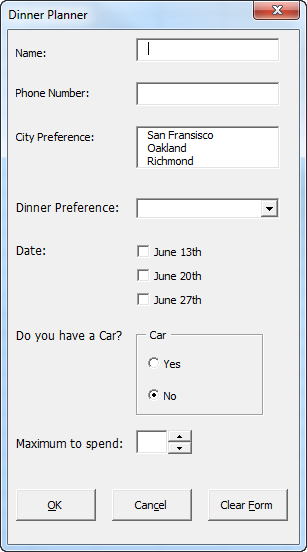 Dinner Planner
Name:
Phone Number:
City Preference:
San Fransisco
Oakland
Richmond
Dinner Preference:
Date:
June 13th
June 20th
June 27th
Do you have a Car?
Car
Yes
No
Maximum to spend:
OK
Cancel
Clear Form